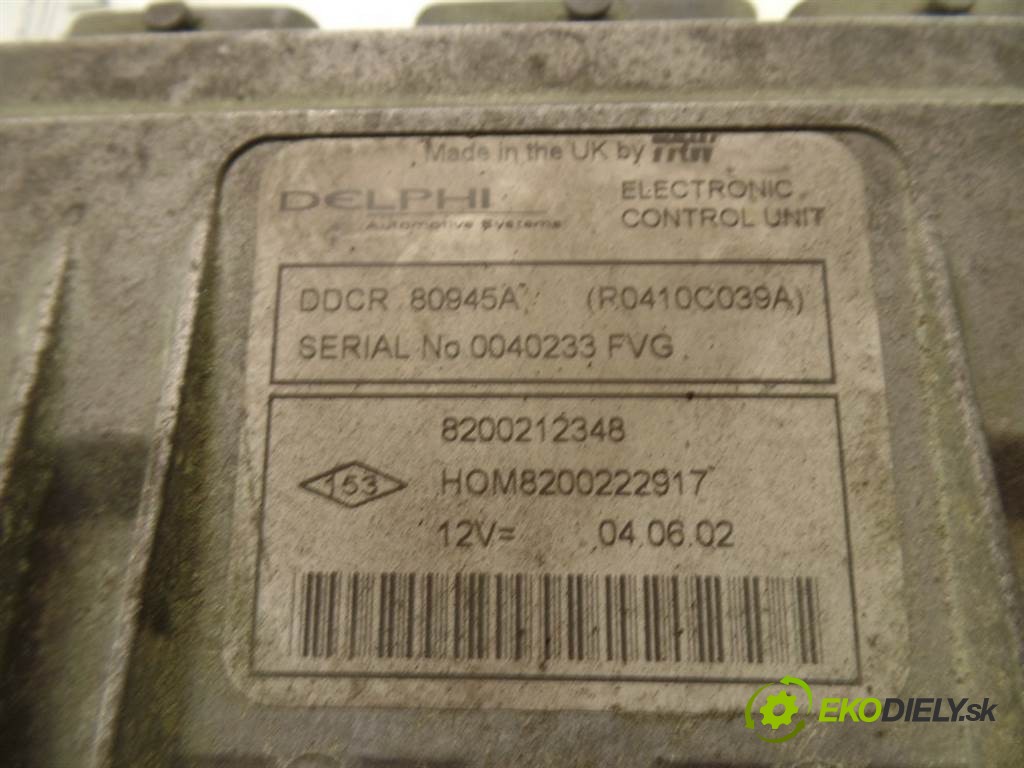 Made in the UK by TRW
DELPHI
Automotive Systems
ELECTRONIC
CONTROL UNIT
DDCR 80945A (R0410C039A)
SERIAL No 0040233 FVG
8200212348
153 HOM8200222917
12V= 04.06.02
EKODIELY.sk